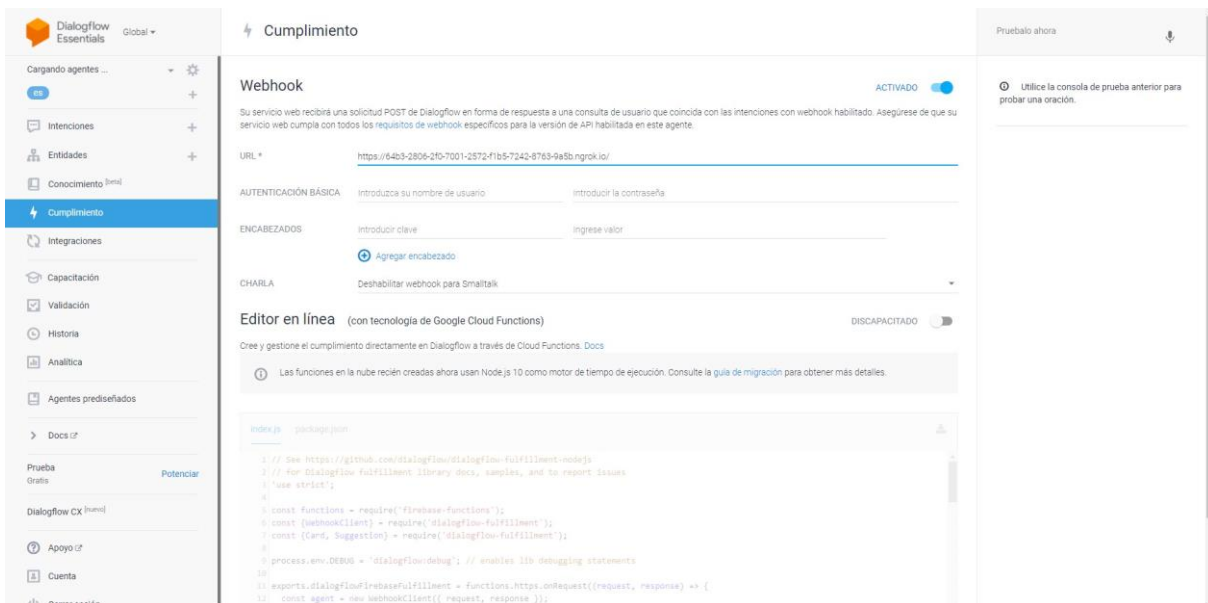 Dialogflow
Essentials
Global
Cumplimiento
Pruebalo ahora
Cargando agentes ...
es
Intenciones
Entidades
Conocimiento [beta]
Cumplimiento
Integraciones
Capacitación
Validación
Historia
Analítica
Agentes prediseñados
Docs
Prueba
Gratis
Potenciar
Dialogflow CX [nuevo]
Apoyo
Cuenta
Webhook
ACTIVADO
Su servicio web recibirá una solicitud POST de Dialogflow en forma de respuesta a una consulta de usuario que coincida con las intenciones con webhook habilitado. Asegúrese de que su
servicio web cumpla con todos los requisitos de webhook específicos para la versión de API habilitada en este agente.
URL *
https://64b3-2806-2f0-7001-2572-f1b5-7242-8763-9a5b.ngrok.io/
AUTENTICACIÓN BÁSICA
Introduzca su nombre de usuario
Introducir la contraseña
ENCABEZADOS
Introducir clave
Ingrese valor
Agregar encabezado
CHARLA
Deshabilitar webhook para Smalltalk
Editor en línea (con tecnología de Google Cloud Functions)
DISCAPACITADO
Cree y gestione el cumplimiento directamente en Dialogflow a través de Cloud Functions. Docs
Las funciones en la nube recién creadas ahora usan Node.js 10 como motor de tiempo de ejecución. Consulte la guía de migración para obtener más detalles.
index.js package.json
1 // See https://github.com/dialogflow/dialogflow-fulfillment-nodejs
2 // for Dialogflow fulfillment library docs, samples, and to report issues
3 'use strict';
4
5 const functions = require('firebase-functions');
6 const {WebhookClient} = require('dialogflow-fulfillment');
7 const {Card, Suggestion} = require('dialogflow-fulfillment');
8
9 process.env.DEBUG = 'dialogflow:debug'; // enables lib debugging statements
10
11 exports.dialogflowFirebaseFulfillment = functions.https.onRequest((request, response) => {
12 const agent = new WebhookClient({ request, response });
Utilice la consola de prueba anterior para
probar una oración.